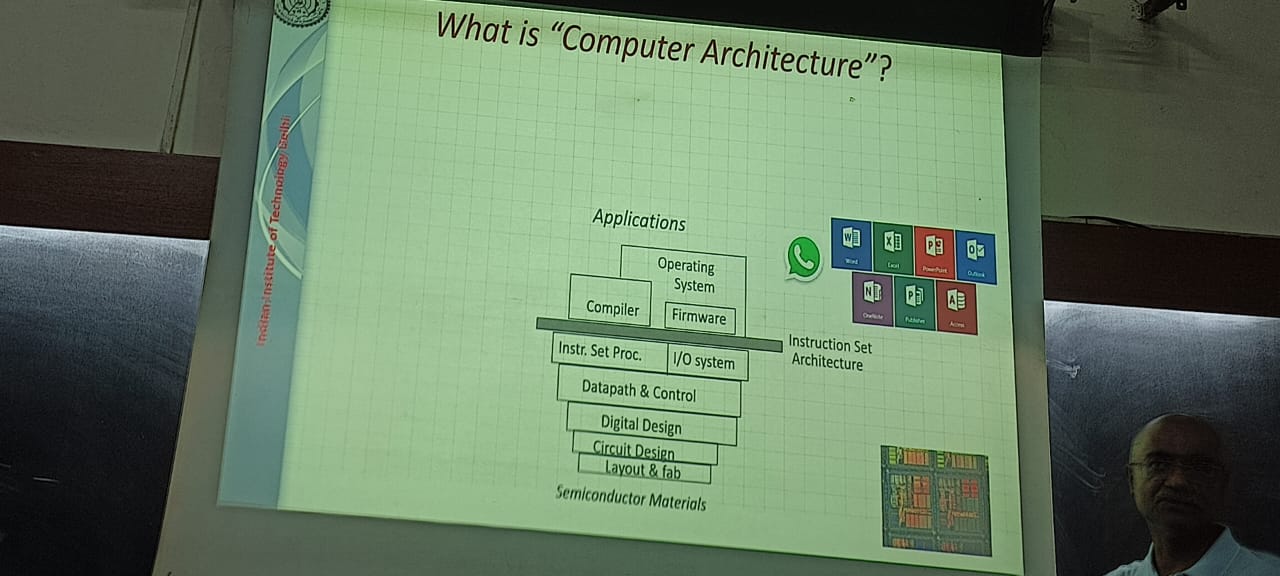 What is “Computer Architecture”?
Indian Institute of Technology Delhi
Applications
Operating
System
Compiler
Firmware
Instruction Set
Architecture
Instr. Set Proc.
I/O system
Datapath & Control
Digital Design
Circuit Design
Layout & fab
Semiconductor Materials
Word
Excel
PowerPoint
Outlook
OneNote
Publisher
Access